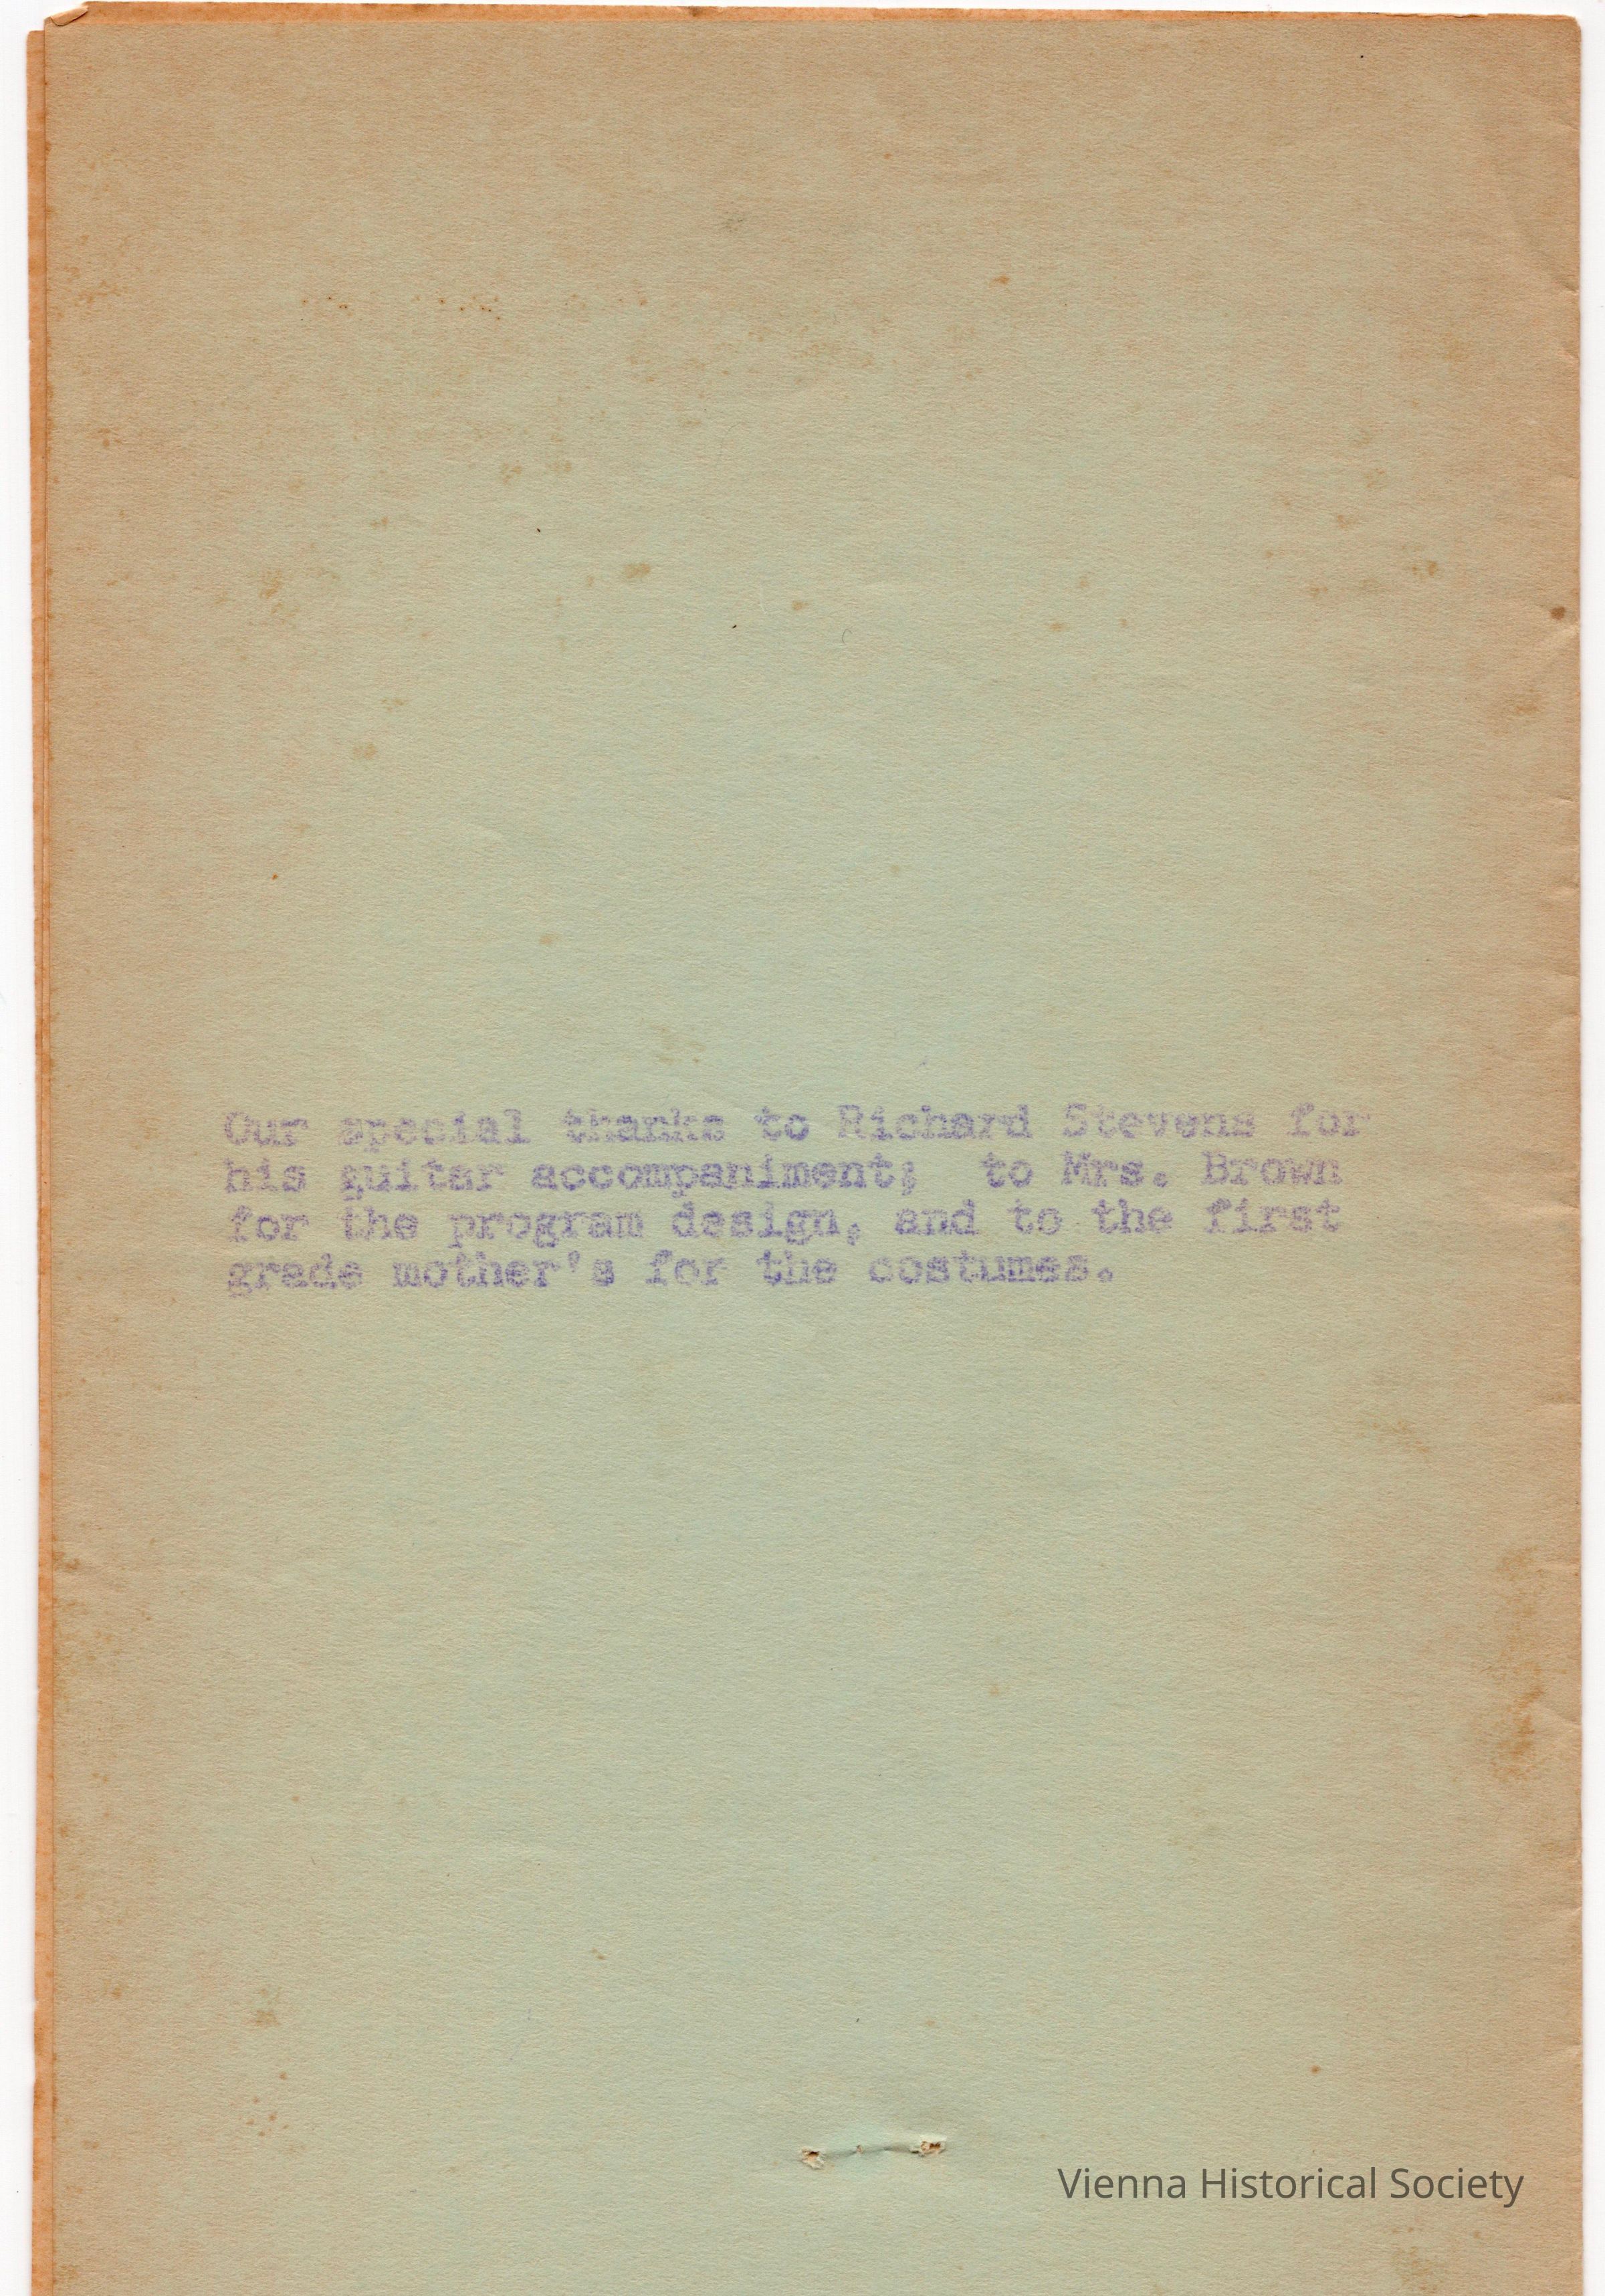 Our special thanks to Richard Stevens for
his guitar accompaniment;  to Mrs. Brown
for the program design, and to the first
grade mother's for the costumes.
Vienna Historical Society